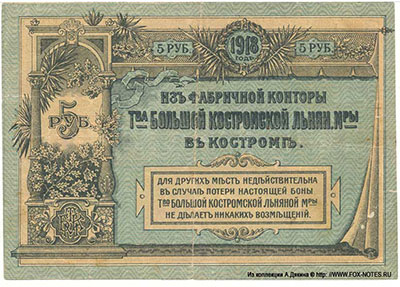 5 РУБ.
1918
ГОДЪ
5 РУБ.
5
РУБ.
ИЗЪ ФАБРИЧНОЙ КОНТОРЫ
Тва БОЛЬШОЙ КОСТРОМСКОЙ ЛЬНЯН. Мры
ВЪ КОСТРОМѢ.
ДЛЯ ДРУГИХЪ МѢСТЪ НЕДѢЙСТВИТЕЛЬНА
ВЪ СЛУЧАѢ ПОТЕРИ НАСТОЯЩЕЙ БОНЫ
Тво БОЛЬШОЙ КОСТРОМСКОЙ ЛЬНЯНОЙ Мры
НЕ ДѢЛАЕТЪ НИКАКИХЪ ВОЗМѢЩЕНІЙ.
Из коллекции А.Дянина © http://www.FOX-NOTES.RU